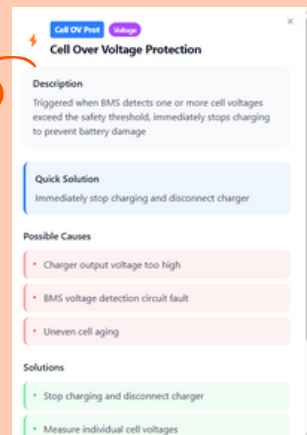 Cell OV Prot Voltage
Cell Over Voltage Protection
Description
Triggered when BMS detects one or more cell voltages
exceed the safety threshold, immediately stops charging
to prevent battery damage
Quick Solution
Immediately stop charging and disconnect charger
Possible Causes
• Charger output voltage too high
• BMS voltage detection circuit fault
• Uneven cell aging
Solutions
• Stop charging and disconnect charger
• Measure individual cell voltages